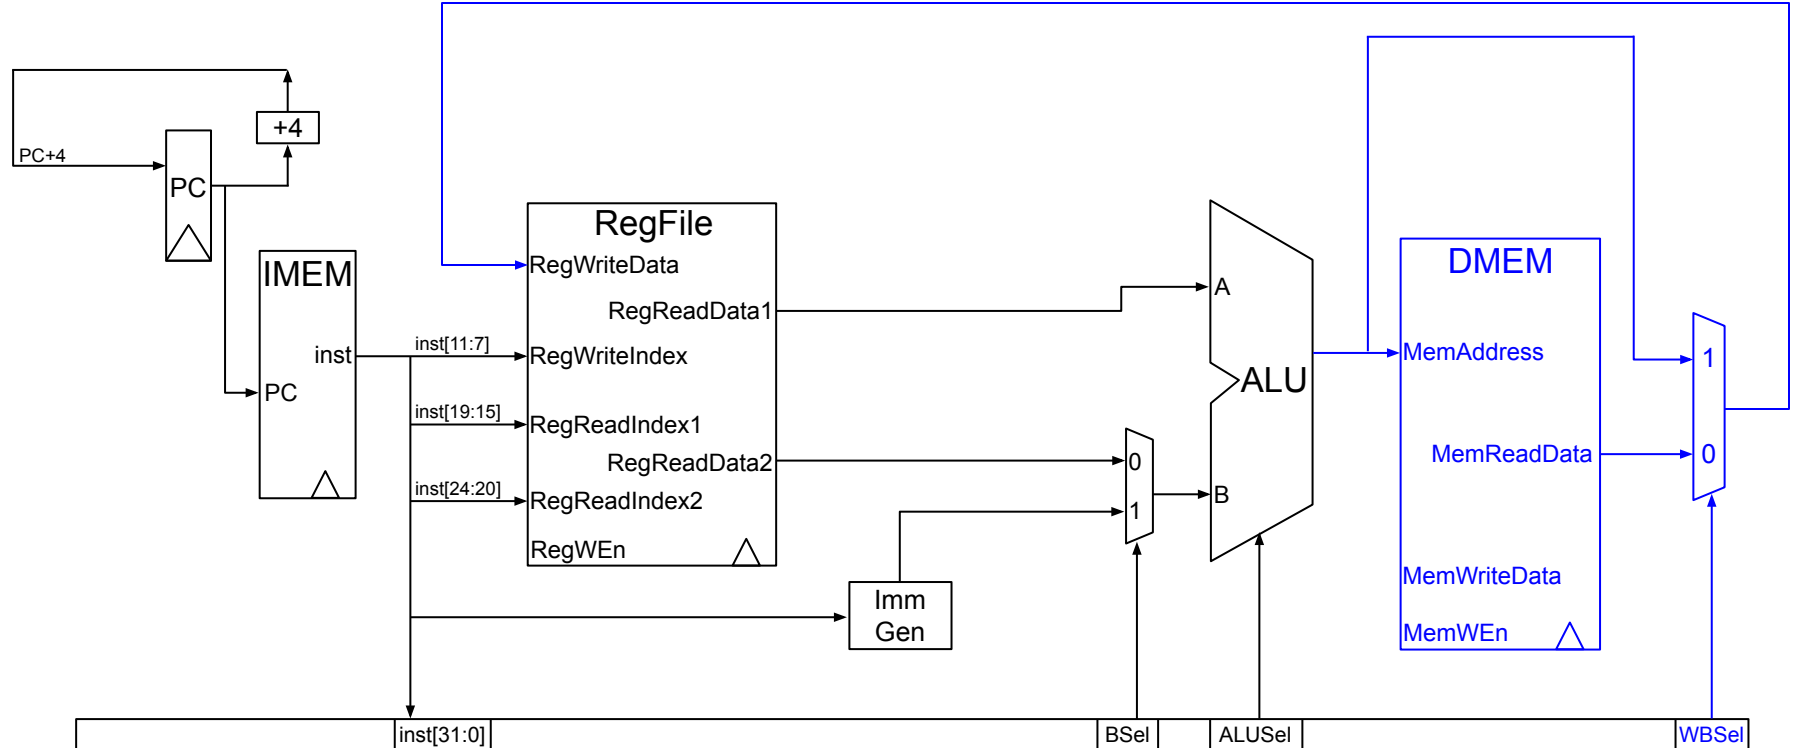 +4
PC+4
PC
RegFile
IMEM
DMEM
RegWriteData
A
RegReadData1
inst
inst[11:7]
RegWriteIndex
MemAddress
1
ALU
PC
inst[19:15]
RegReadIndex1
RegReadData2
0
MemReadData
0
inst[24:20]
RegReadIndex2
1
B
RegWEn
MemWriteData
Imm
Gen
MemWEn
inst[31:0]
BSel
ALUSel
WBSel